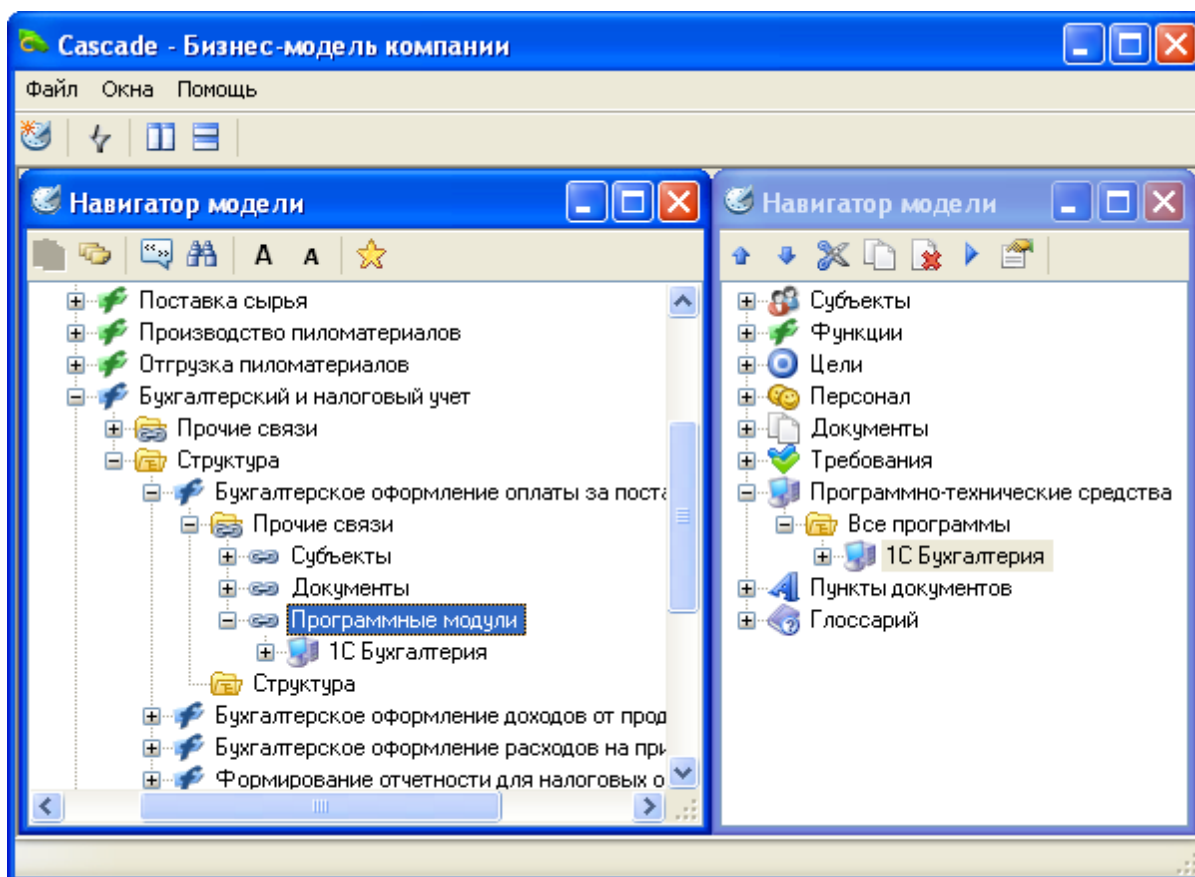 Cascade - Бизнес-модель компании
Файл Окна Помощь
Навигатор модели
A A
Поставка сырья
Производство пиломатериалов
Отгрузка пиломатериалов
Бухгалтерский и налоговый учет
Прочие связи
Структура
Бухгалтерское оформление оплаты за поста
Прочие связи
Субъекты
Документы
Программные модули
1С Бухгалтерия
Структура
Бухгалтерское оформление доходов от прод
Бухгалтерское оформление расходов на при
Формирование отчетности для налоговых о
Навигатор модели
Субъекты
Функции
Цели
Персонал
Документы
Требования
Программно-технические средства
Все программы
1С Бухгалтерия
Пункты документов
Глоссарий